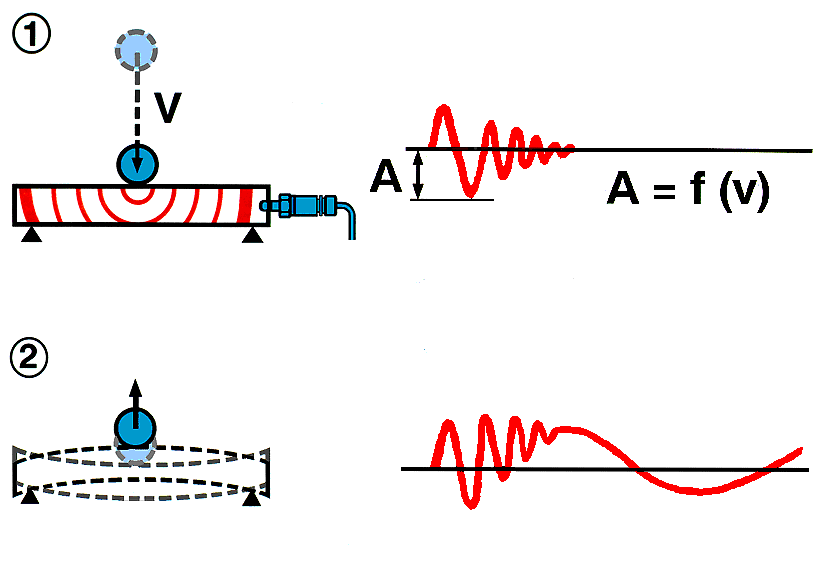 ①
V
A
A = f (v)
②